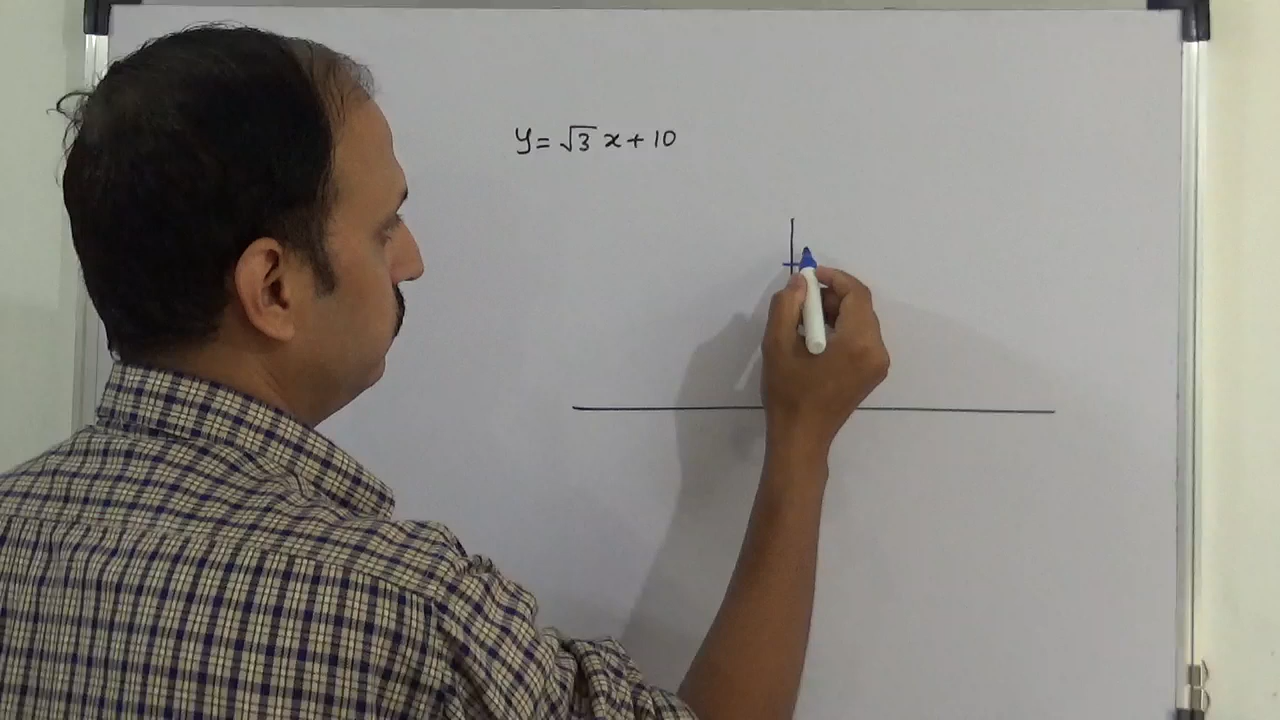 y = √3 x + 10